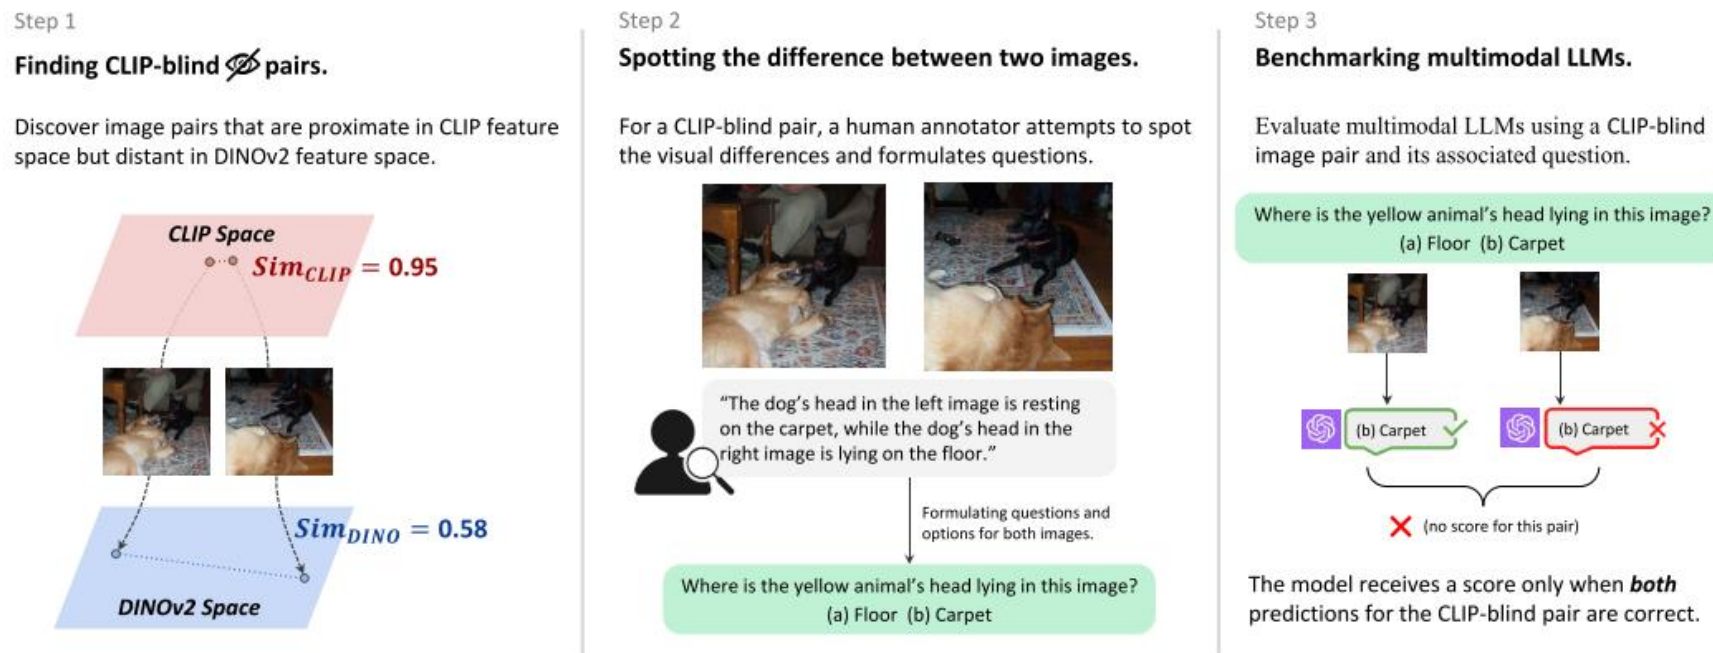 Step 1
Finding CLIP-blind pairs.
Discover image pairs that are proximate in CLIP feature
space but distant in DINOv2 feature space.
CLIP Space
Sim_CLIP = 0.95
Sim_DINO = 0.58
DINOv2 Space
Step 2
Spotting the difference between two images.
For a CLIP-blind pair, a human annotator attempts to spot
the visual differences and formulates questions.
“The dog’s head in the left image is resting
on the carpet, while the dog’s head in the
right image is lying on the floor.”
Formulating questions and
options for both images.
Where is the yellow animal’s head lying in this image?
(a) Floor (b) Carpet
Step 3
Benchmarking multimodal LLMs.
Evaluate multimodal LLMs using a CLIP-blind
image pair and its associated question.
Where is the yellow animal’s head lying in this image?
(a) Floor (b) Carpet
(b) Carpet
(b) Carpet
(no score for this pair)
The model receives a score only when both
predictions for the CLIP-blind pair are correct.